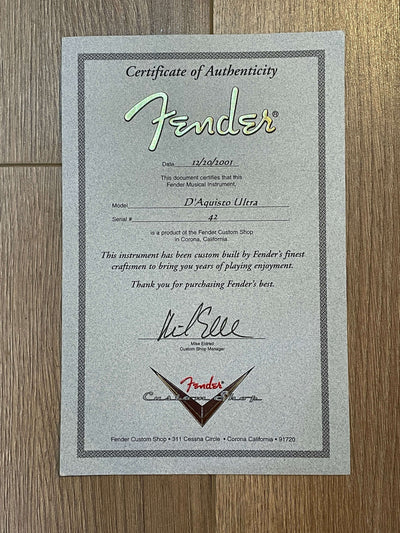 Certificate of Authenticity
Fender®
Date 12/20/2001
This document certifies that this
Fender Musical Instrument,
Model D'Aquisto Ultra
Serial # 42
is a product of the Fender Custom Shop
in Corona, California.
This instrument has been custom built by Fender's finest
craftsmen to bring you years of playing enjoyment.
Thank you for purchasing Fender's best.
Mike Eldred
Custom Shop Manager
Fender
Custom Shop
Fender Custom Shop • 311 Cessna Circle • Corona California • 91720